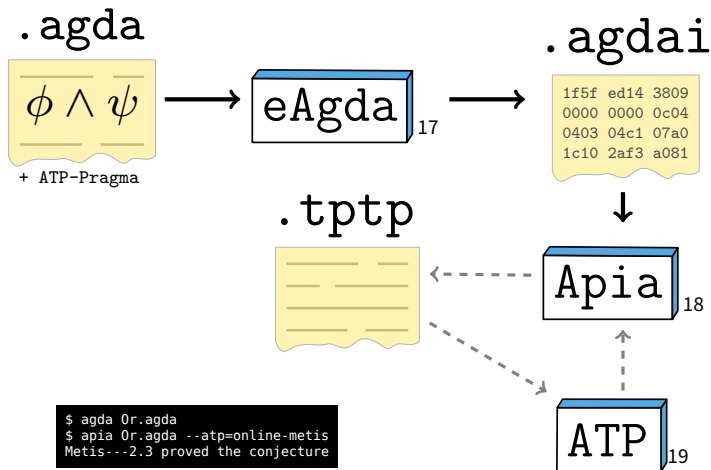 .agda
.agdai
ϕ ∧ ψ
eAgda
17
1f5f ed14 3809
0000 0000 0c04
0403 04c1 07a0
1c10 2af3 a081
+ ATP-Pragma
.tptp
Apia
18
ATP
19
$ agda Or.agda
$ apia Or.agda --atp=online-metis
Metis---2.3 proved the conjecture